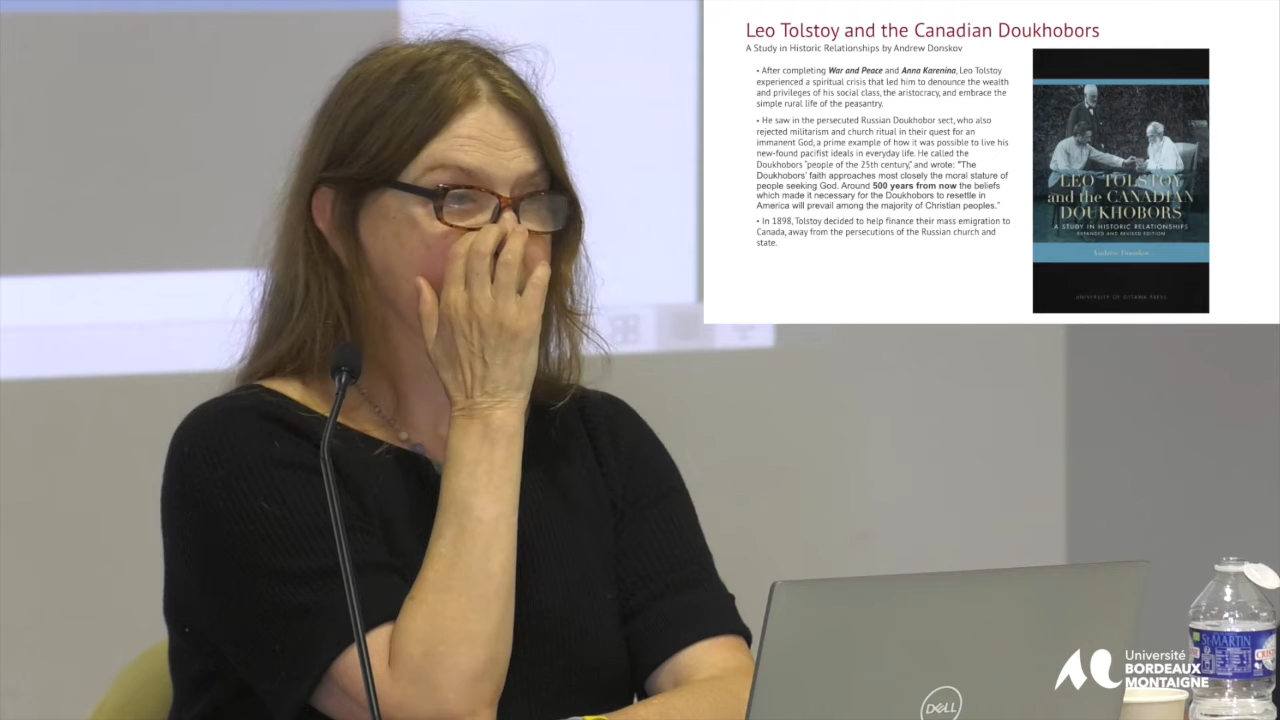 Leo Tolstoy and the Canadian Doukhobors
A Study in Historic Relationships by Andrew Donskov
• After completing War and Peace and Anna Karenina, Leo Tolstoy
experienced a spiritual crisis that led him to denounce the wealth
and privileges of his social class, the aristocracy, and embrace the
simple rural life of the peasantry.
• He saw in the persecuted Russian Doukhobor sect, who also
rejected militarism and church ritual in their quest for an
immanent God, a prime example of how it was possible to live his
new-found pacifist ideals in everyday life. He called the
Doukhobors "people of the 25th century," and wrote: "The
Doukhobors' faith approaches most closely the moral stature of
people seeking God. Around 500 years from now the beliefs
which made it necessary for the Doukhobors to resettle in
America will prevail among the majority of Christian peoples."
• In 1898, Tolstoy decided to help finance their mass emigration to
Canada, away from the persecutions of the Russian church and
state.
LEO TOLSTOY
and the CANADIAN
DOUKHOBORS
A STUDY IN HISTORIC RELATIONSHIPS
EXPANDED AND REVISED EDITION
Andrew Donskov
UNIVERSITY OF OTTAWA PRESS
DELL
St-MARTIN
Université
BORDEAUX
MONTAIGNE